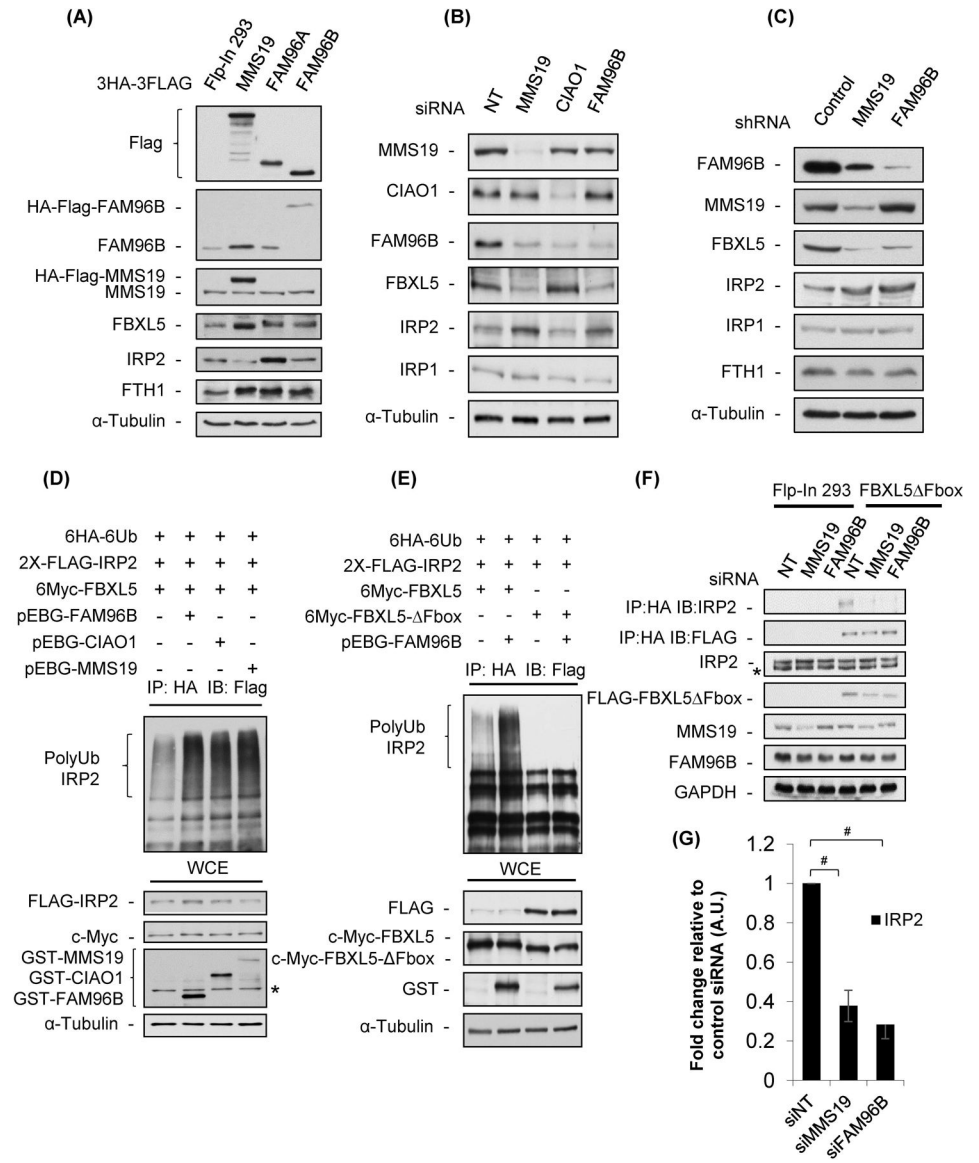 (A)
3HA-3FLAG
Flp-In 293
MMS19
FAM96A
FAM96B
Flag
HA-Flag-FAM96B -
FAM96B -
HA-Flag-MMS19 -
MMS19 -
FBXL5 -
IRP2 -
FTH1 -
α-Tubulin -
(B)
siRNA
NT
MMS19
CIAO1
FAM96B
MMS19 -
CIAO1 -
FAM96B -
FBXL5 -
IRP2 -
IRP1 -
α-Tubulin -
(C)
shRNA
Control
MMS19
FAM96B
FAM96B -
MMS19 -
FBXL5 -
IRP2 -
IRP1 -
FTH1 -
α-Tubulin -
(D)
6HA-6Ub + + + +
2X-FLAG-IRP2 + + + +
6Myc-FBXL5 + + + +
pEBG-FAM96B - + - -
pEBG-CIAO1 - - + -
pEBG-MMS19 - - - +
IP: HA IB: Flag
PolyUb
IRP2
WCE
FLAG-IRP2 -
c-Myc -
GST-MMS19 -
GST-CIAO1 -
GST-FAM96B -
*
α-Tubulin -
(E)
6HA-6Ub + + + +
2X-FLAG-IRP2 + + + +
6Myc-FBXL5 + + - -
6Myc-FBXL5-ΔFbox - - + +
pEBG-FAM96B - + - +
IP: HA IB: Flag
PolyUb
IRP2
WCE
FLAG -
c-Myc-FBXL5 -
c-Myc-FBXL5-ΔFbox -
GST -
α-Tubulin -
(F)
Flp-In 293 FBXL5ΔFbox
siRNA
NT
MMS19
FAM96B
NT
MMS19
FAM96B
IP:HA IB:IRP2 -
IP:HA IB:FLAG -
IRP2 -
*
FLAG-FBXL5ΔFbox -
MMS19 -
FAM96B -
GAPDH -
(G)
Fold change relative to
control siRNA (A.U.)
1.2
1
0.8
0.6
0.4
0.2
0
#
#
IRP2
siNT
siMMS19
siFAM96B